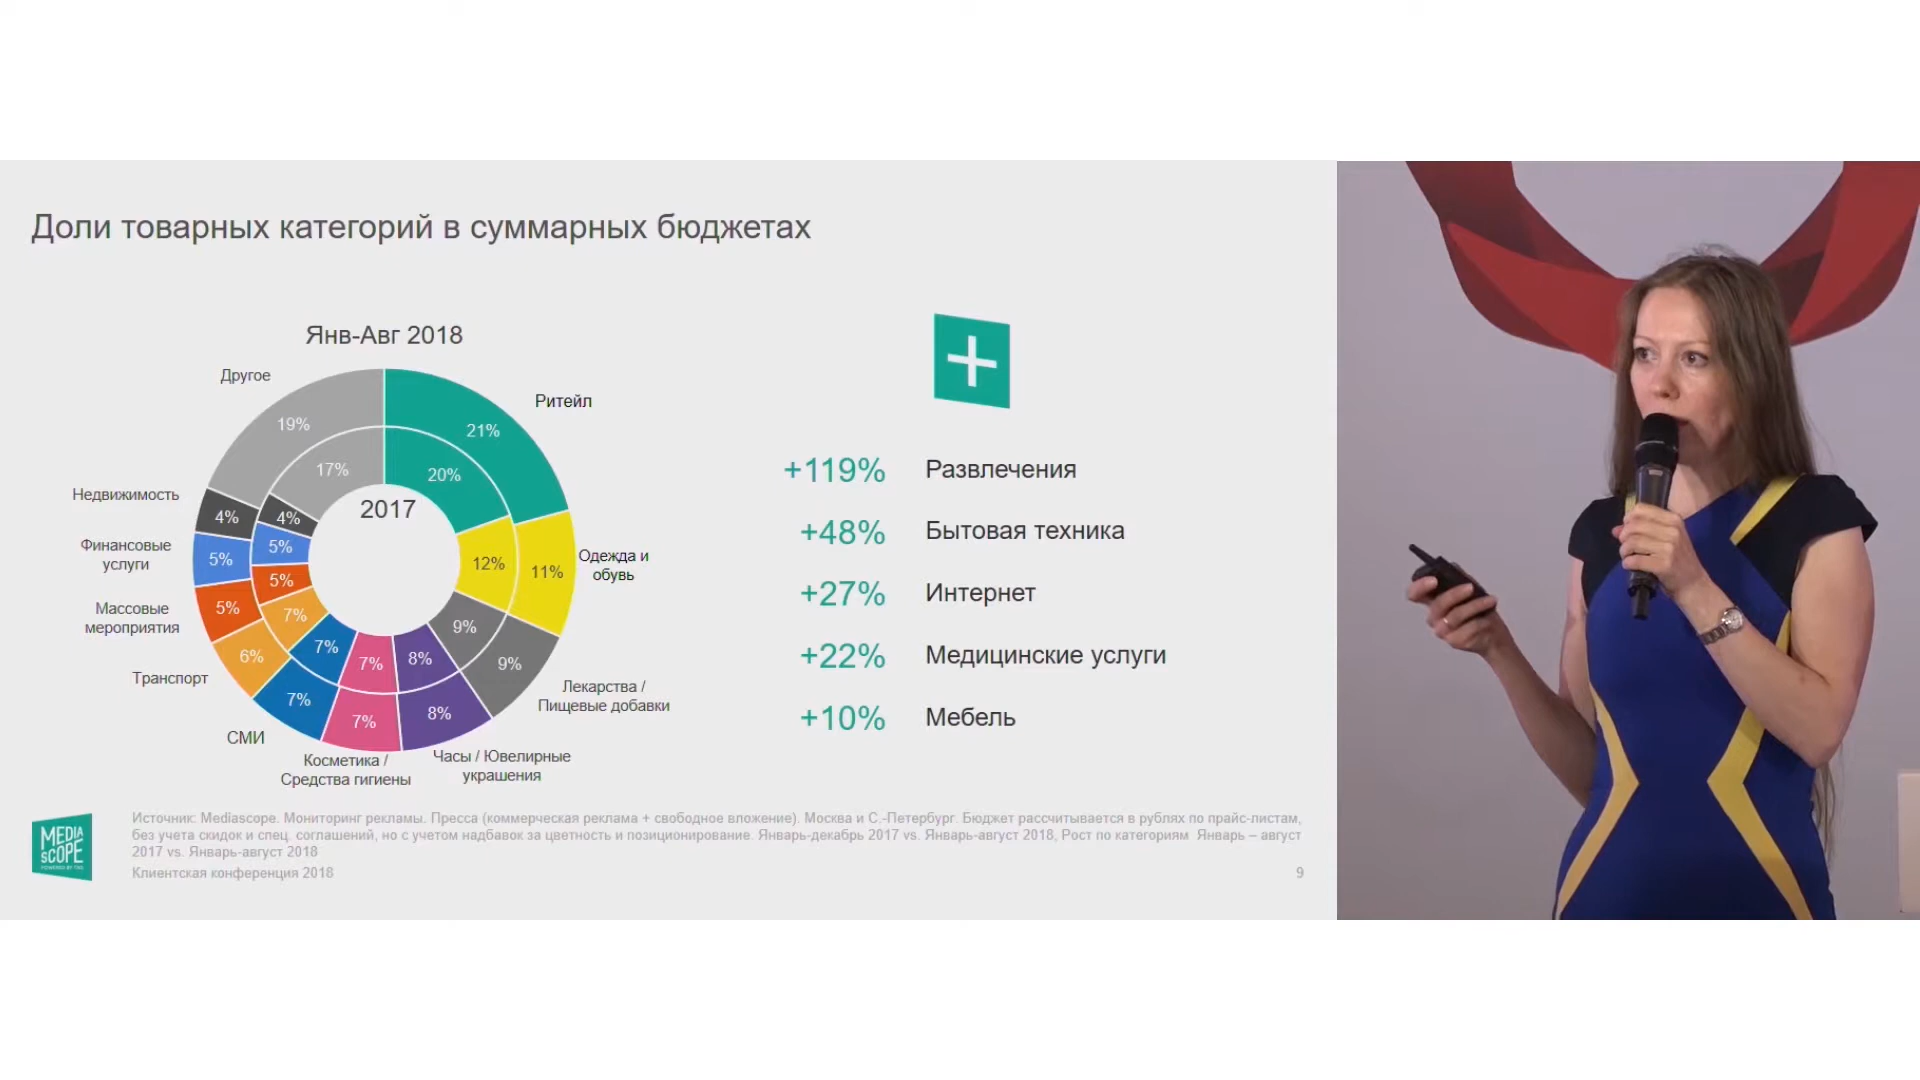 Доли товарных категорий в суммарных бюджетах
Янв-Авг 2018
Другое
Ритейл
19%
21%
17%
20%
2017
Недвижимость
4%
4%
Финансовые
услуги
5%
5%
12%
11%
Одежда и
обувь
Массовые
мероприятия
5%
5%
Транспорт
6%
7%
9%
9%
Лекарства /
Пищевые добавки
СМИ
7%
7%
7%
7%
8%
8%
Косметика /
Средства гигиены
Часы / Ювелирные
украшения
+119% Развлечения
+48% Бытовая техника
+27% Интернет
+22% Медицинские услуги
+10% Мебель
MEDIA
SCOPE
Источник: Mediascope. Мониторинг рекламы. Пресса (коммерческая реклама + свободное вложение). Москва и С.-Петербург. Бюджет рассчитывается в рублях по прайс-листам,
без учета скидок и спец. соглашений, но с учетом надбавок за цветность и позиционирование. Январь-декабрь 2017 vs. Январь-август 2018, Рост по категориям Январь – август
2017 vs. Январь-август 2018
Клиентская конференция 2018
9